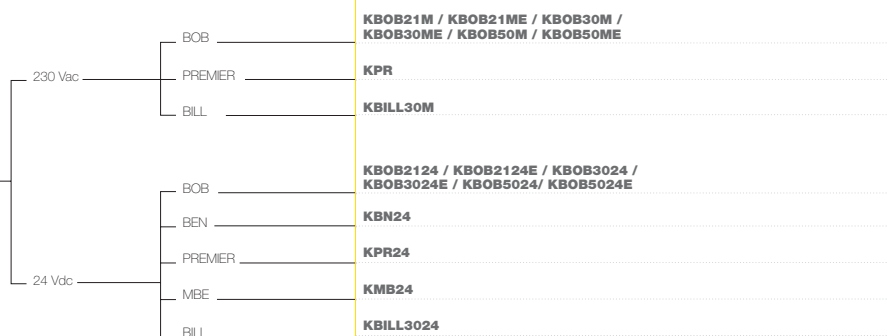 KBOB21M / KBOB21ME / KBOB30M /
BOB KBOB30ME / KBOB50M / KBOB50ME
230 Vac PREMIER KPR
BILL KBILL30M
KBOB2124 / KBOB2124E / KBOB3024 /
BOB KBOB3024E / KBOB5024/ KBOB5024E
BEN KBN24
PREMIER KPR24
24 Vdc
MBE KMB24
BILL KBILL3024